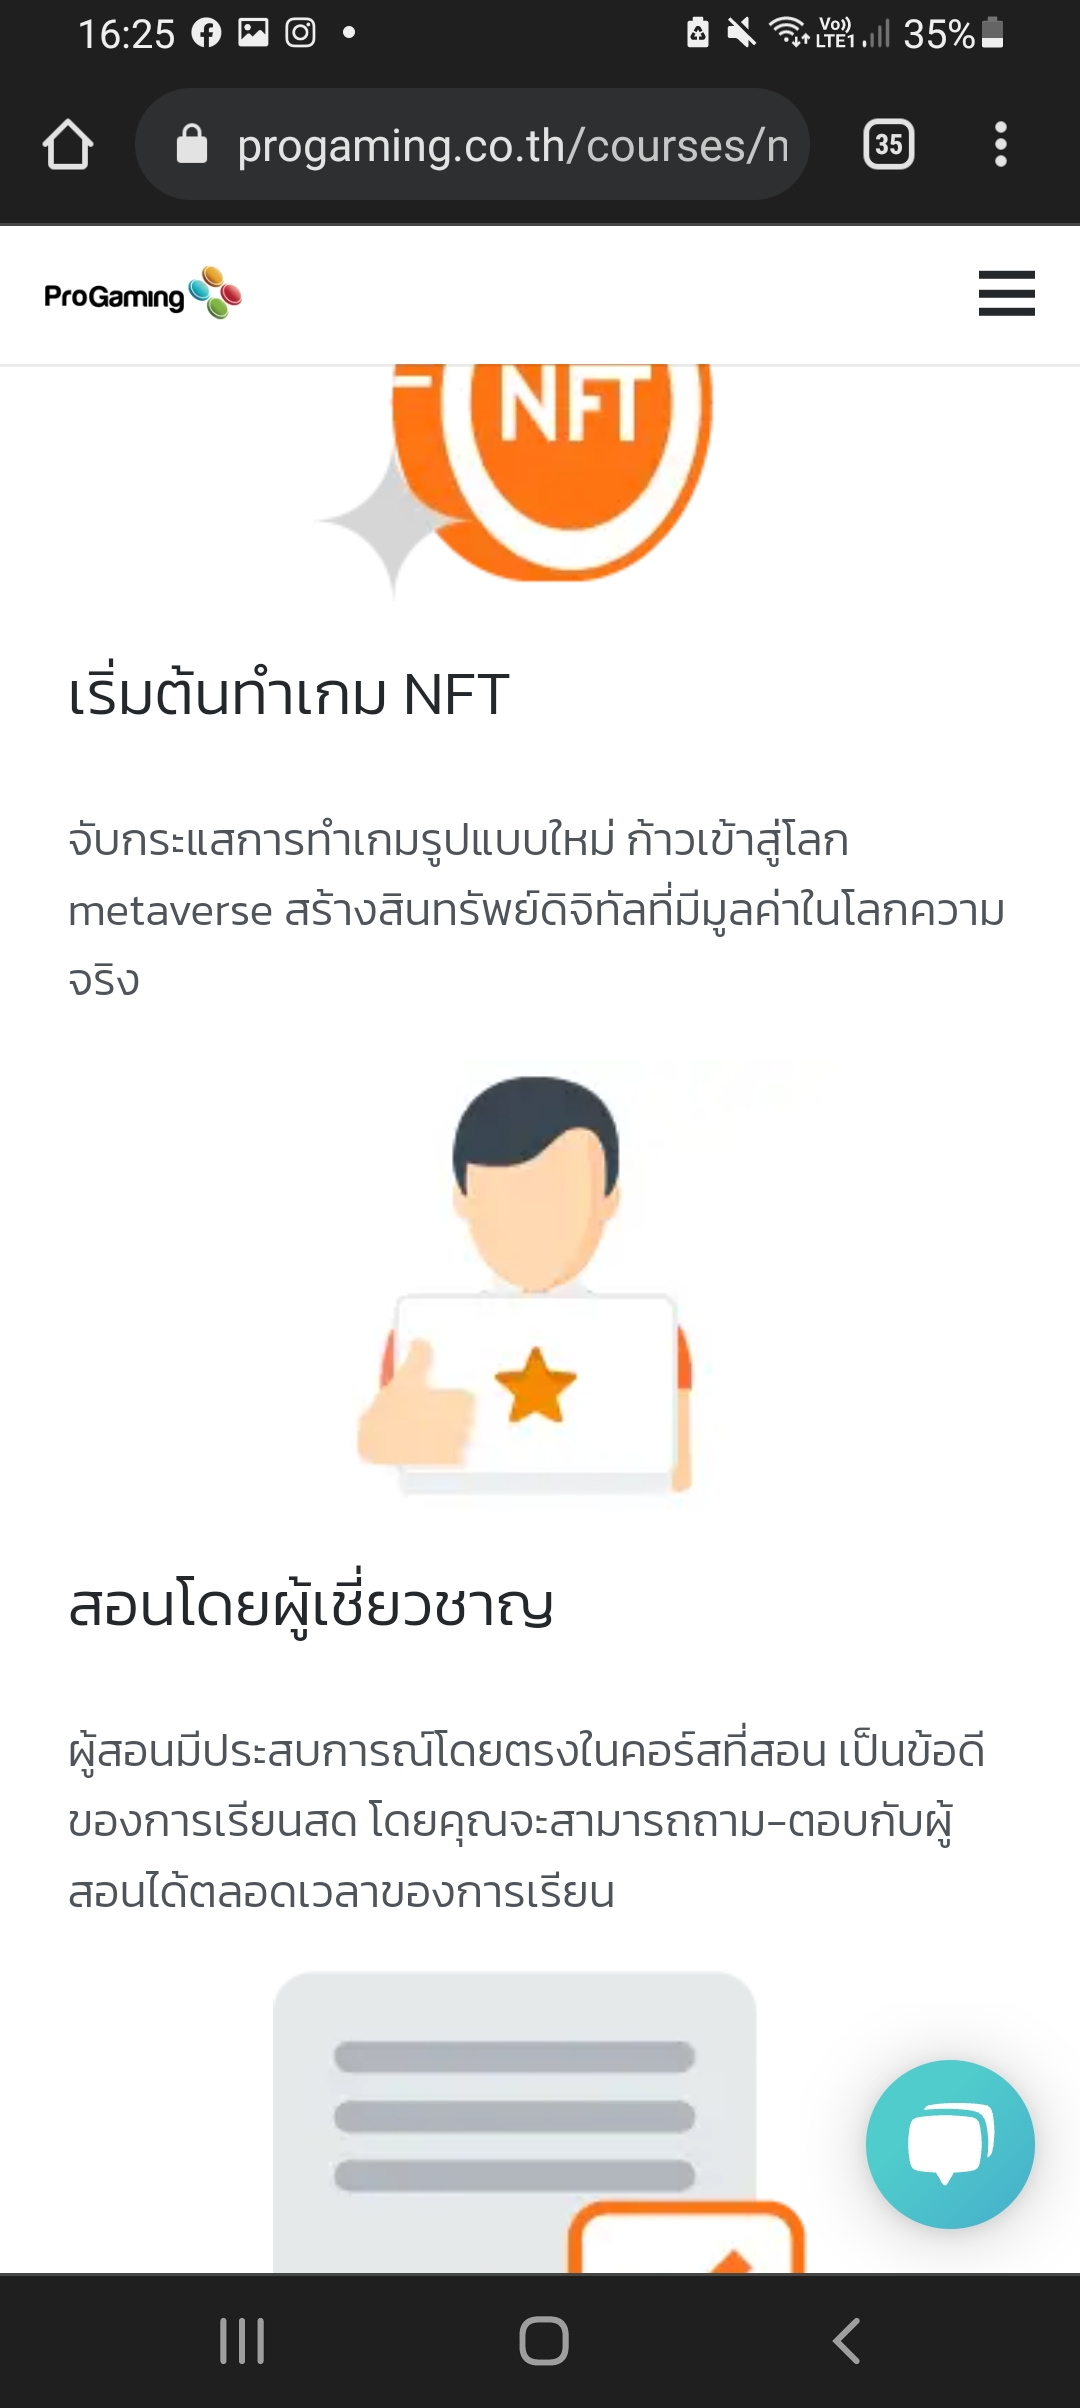 16:25
Vo))
LTE1
35%
progaming.co.th/courses/n
35
ProGaming
NFT
เริ่มต้นทำเกม NFT
จับกระแสการทำเกมรูปแบบใหม่ ก้าวเข้าสู่โลก
metaverse สร้างสินทรัพย์ดิจิทัลที่มีมูลค่าในโลกความ
จริง
สอนโดยผู้เชี่ยวชาญ
ผู้สอนมีประสบการณ์โดยตรงในคอร์สที่สอน เป็นข้อดี
ของการเรียนสด โดยคุณจะสามารถถาม-ตอบกับผู้
สอนได้ตลอดเวลาของการเรียน